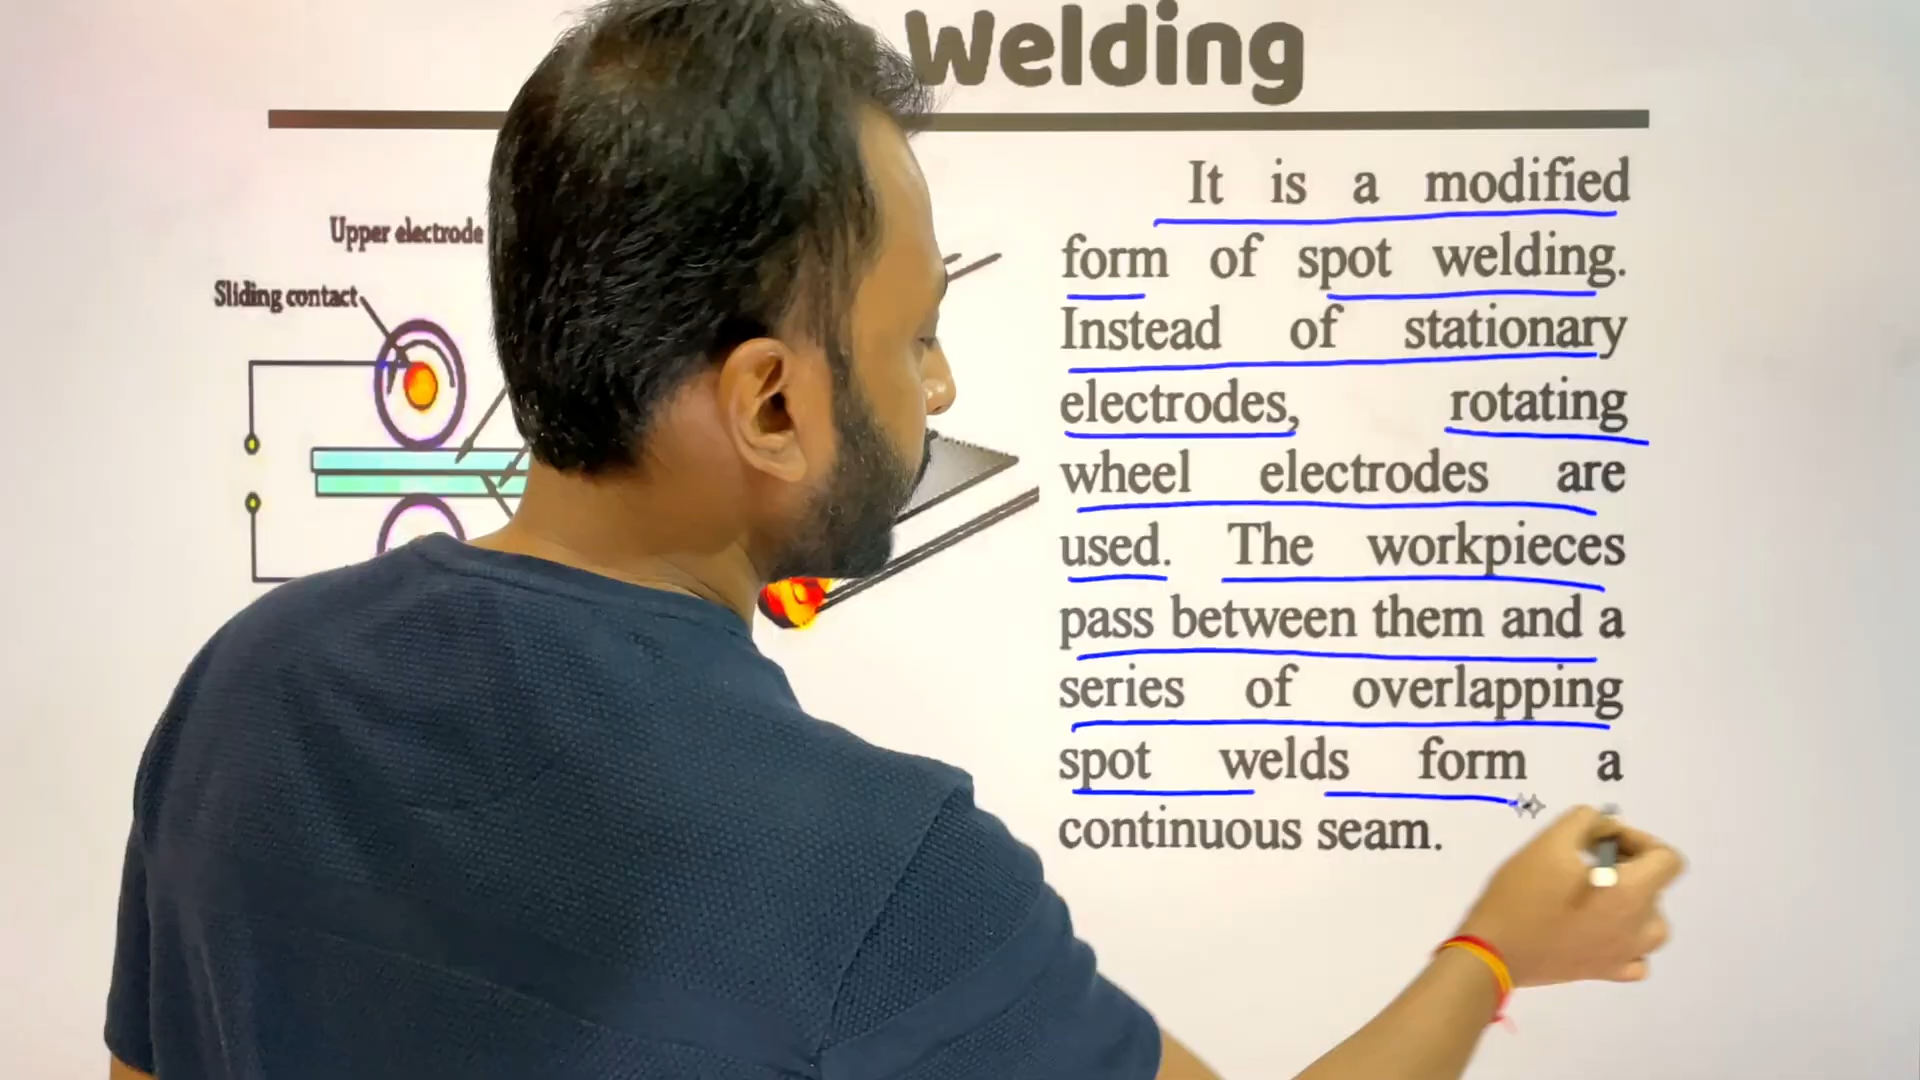 Welding
Upper electrode
Sliding contact
It is a modified
form of spot welding.
Instead of stationary
electrodes, rotating
wheel electrodes are
used. The workpieces
pass between them and a
series of overlapping
spot welds form a
continuous seam.